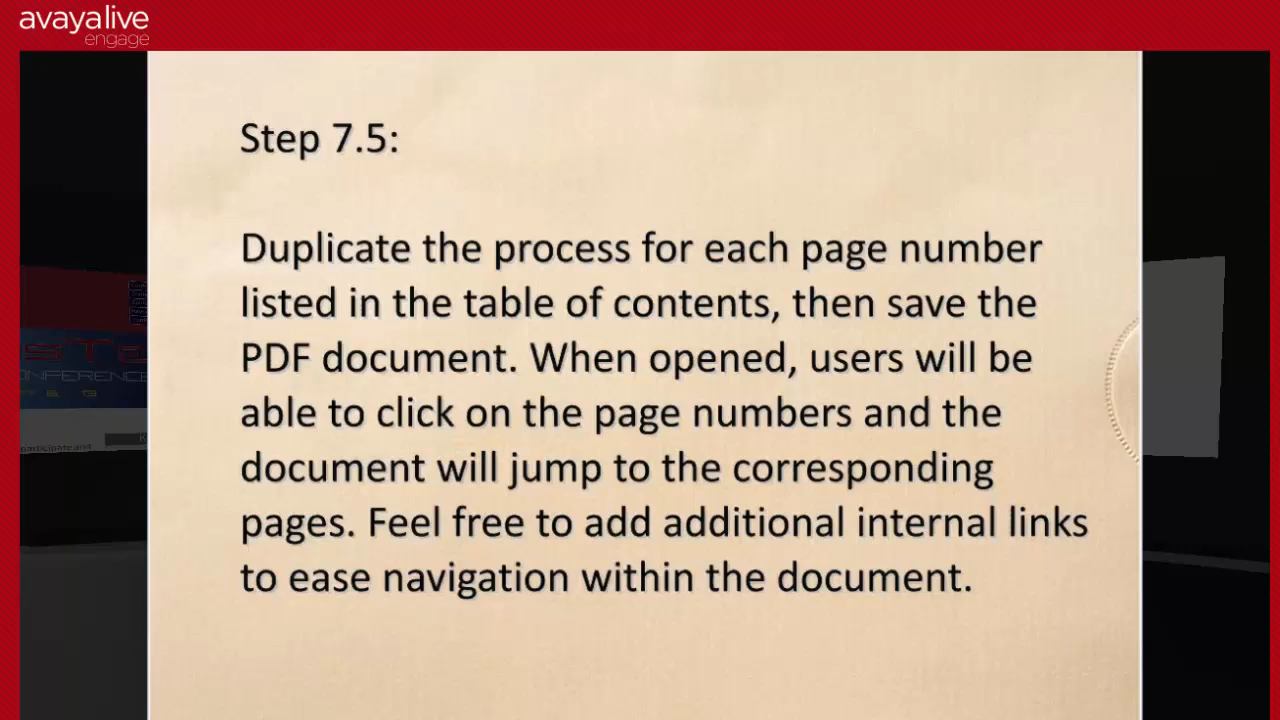 avayalive
engage
Step 7.5:
Duplicate the process for each page number
listed in the table of contents, then save the
PDF document. When opened, users will be
able to click on the page numbers and the
document will jump to the corresponding
pages. Feel free to add additional internal links
to ease navigation within the document.